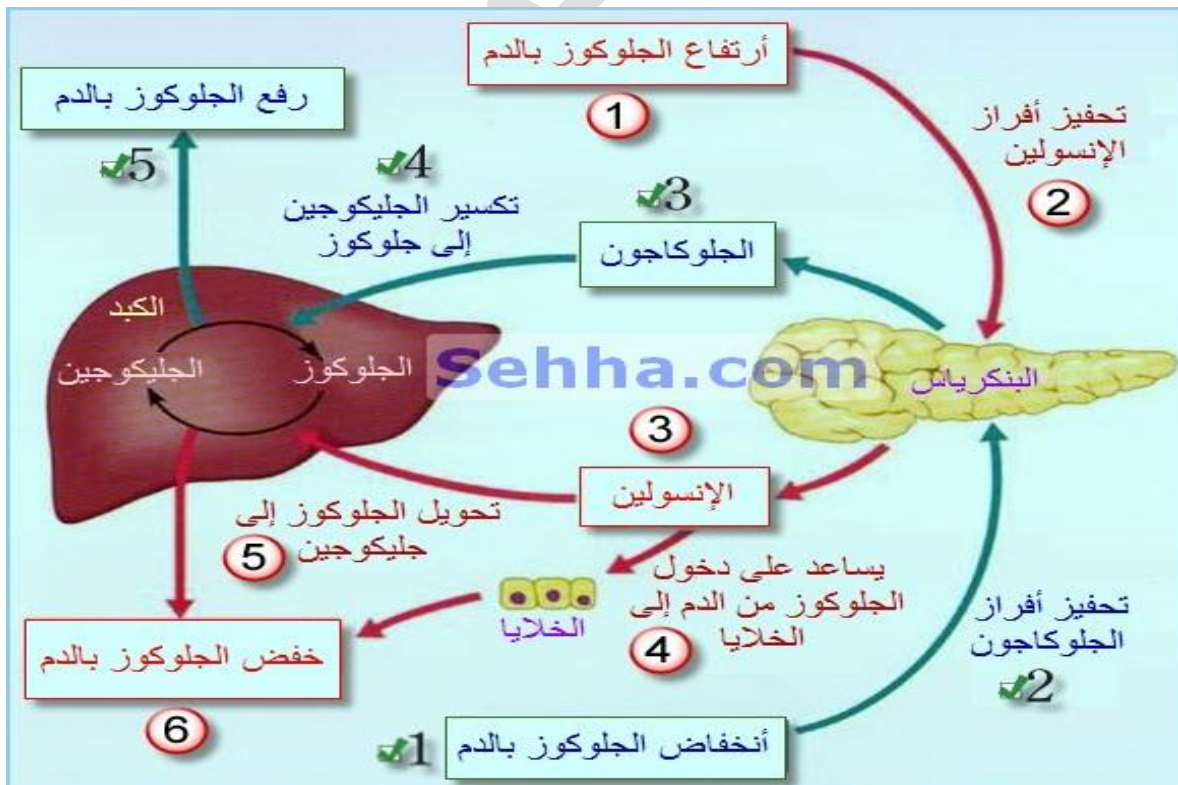 أرتفاع الجلوكوز بالدم
1
رفع الجلوكوز بالدم
5
تحفيز أفراز
الإنسولين
2
4
تكسير الجليكوجين
إلى جلوكوز
3
الجلوكاجون
الكبد
الجلوكوز
الجليكوجين
Sehha.com
البنكرياس
3
الإنسولين
تحويل الجلوكوز إلى
جليكوجين
5
يساعد على دخول
الجلوكوز من الدم إلى
الخلايا
4
الخلايا
تحفيز أفراز
الجلوكاجون
2
خفض الجلوكوز بالدم
6
1
أنخفاض الجلوكوز بالدم